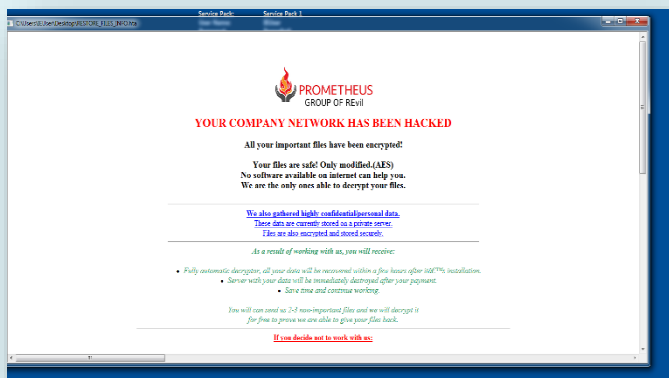 Service Pack: Service Pack 1
C:\Users\IEUser\Desktop\RESTORE_FILES_INFO.hta
PROMETHEUS
GROUP OF REvil
YOUR COMPANY NETWORK HAS BEEN HACKED
All your important files have been encrypted!
Your files are safe! Only modified.(AES)
No software available on internet can help you.
We are the only ones able to decrypt your files.
We also gathered highly confidential/personal data.
These data are currently stored on a private server.
Files are also encrypted and stored securely.
As a result of working with us, you will receive:
• Fully automatic decryptor, all your data will be recovered within a few hours after installation.
• Server with your data will be immediately destroyed after your payment.
• Save time and continue working.
You will can send us 2-3 non-important files and we will decrypt it
for free to prove we are able to give your files back.
If you decide not to work with us: